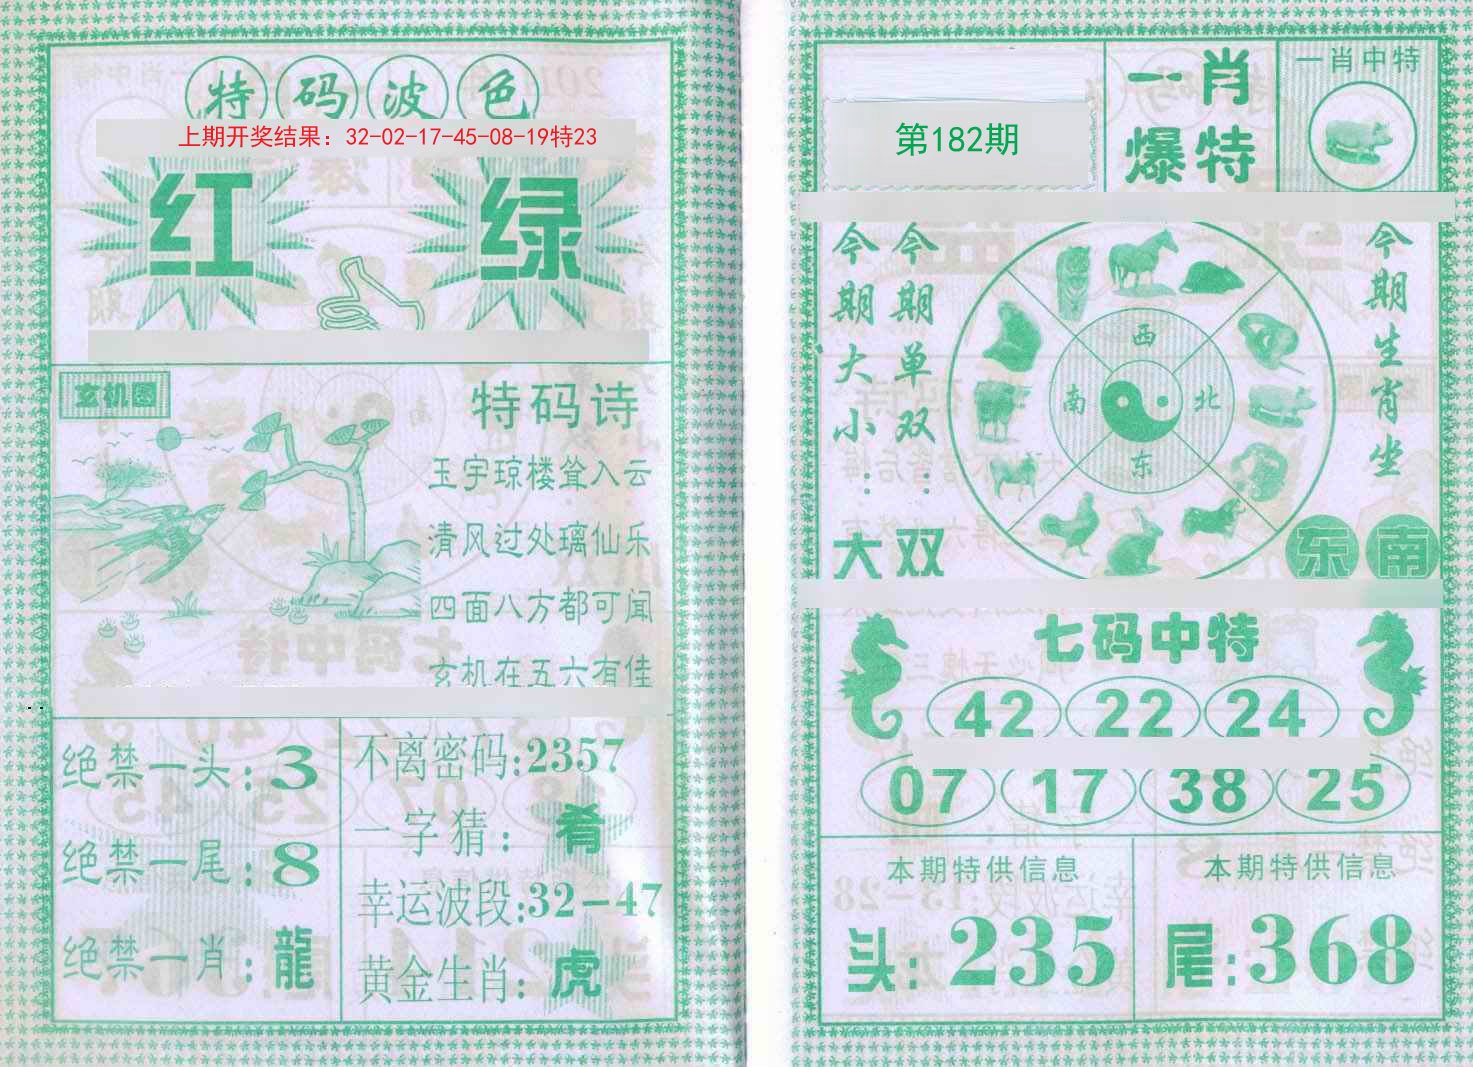 特码波色
上期开奖结果：32-02-17-45-08-19特23
红 绿
玄机图
特码诗
玉宇琼楼耸入云
清风过处璃仙乐
四面八方都可闻
玄机在五六有佳
绝禁一头:3
绝禁一尾:8
绝禁一肖:龍
不离密码:2357
一字猜：肴
幸运波段:32-47
黄金生肖:虎
第182期
一肖
爆特
一肖中特
今期大小：大
今期单双：双
西
南 北
东
今期生肖坐
东南
七码中特
42 22 24
07 17 38 25
本期特供信息
头:235
本期特供信息
尾:368